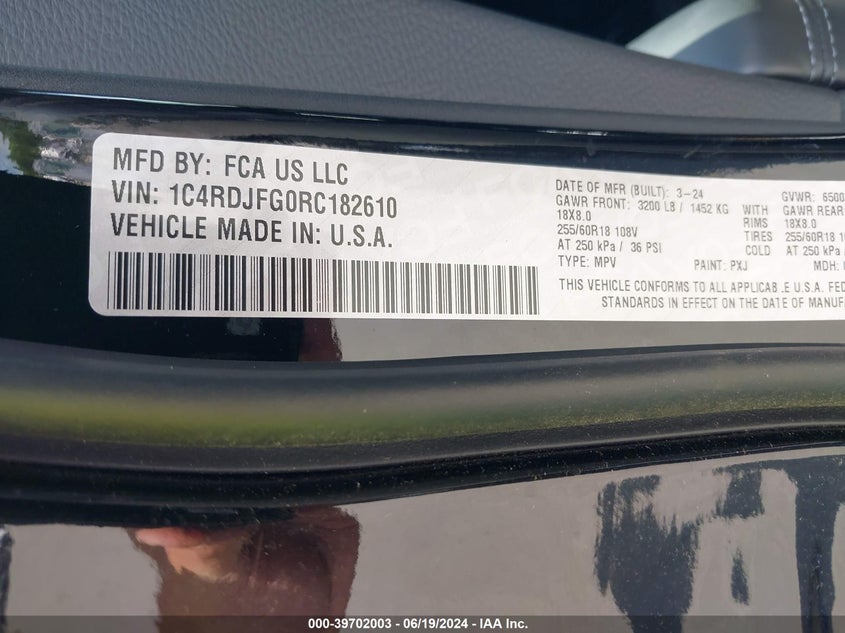 MFD BY: FCA US LLC
VIN: 1C4RDJFG0RC182610
VEHICLE MADE IN: U.S.A.
DATE OF MFR (BUILT): 3-24
GAWR FRONT: 3200 LB / 1452 KG
18X8.0
255/60R18 108V
AT 250 kPa / 36 PSI
TYPE: MPV PAINT: PXJ MDH:
WITH
RIMS
TIRES
COLD
GVWR: 6500
GAWR REAR
18X8.0
255/60R18
AT 250 kPa /
THIS VEHICLE CONFORMS TO ALL APPLICAB .E U.S.A. FED
STANDARDS IN EFFECT ON THE DATE OF MANUF
000-39702003 / 06/19/2024 - IAA Inc.